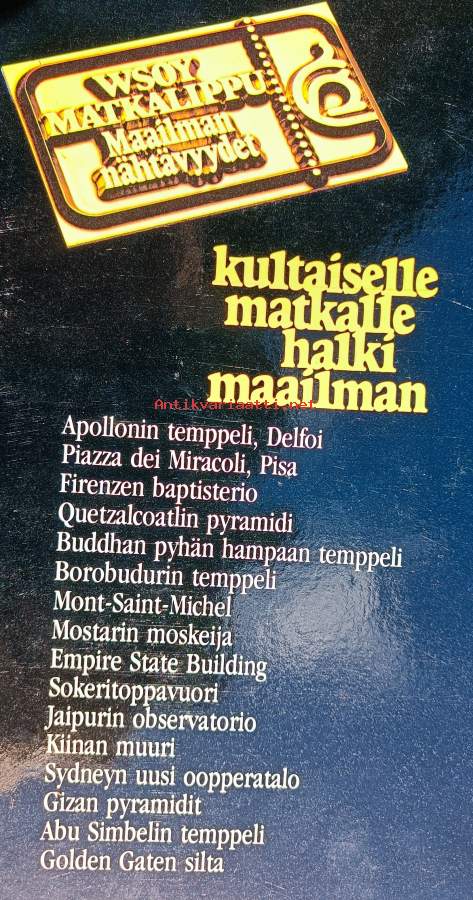 WSOY
MATKALIPPU
Maailman
nähtävyydet
kultaiselle
matkalle
halki
maailman
Antikvariaatti.net
Apollonin temppeli, Delfoi
Piazza dei Miracoli, Pisa
Firenzen baptisterio
Quetzalcoatlin pyramidi
Buddhan pyhän hampaan temppeli
Borobudurin temppeli
Mont-Saint-Michel
Mostarin moskeija
Empire State Building
Sokeritoppavuori
Jaipurin observatorio
Kiinan muuri
Sydneyn uusi oopperatalo
Gizan pyramidit
Abu Simbelin temppeli
Golden Gaten silta